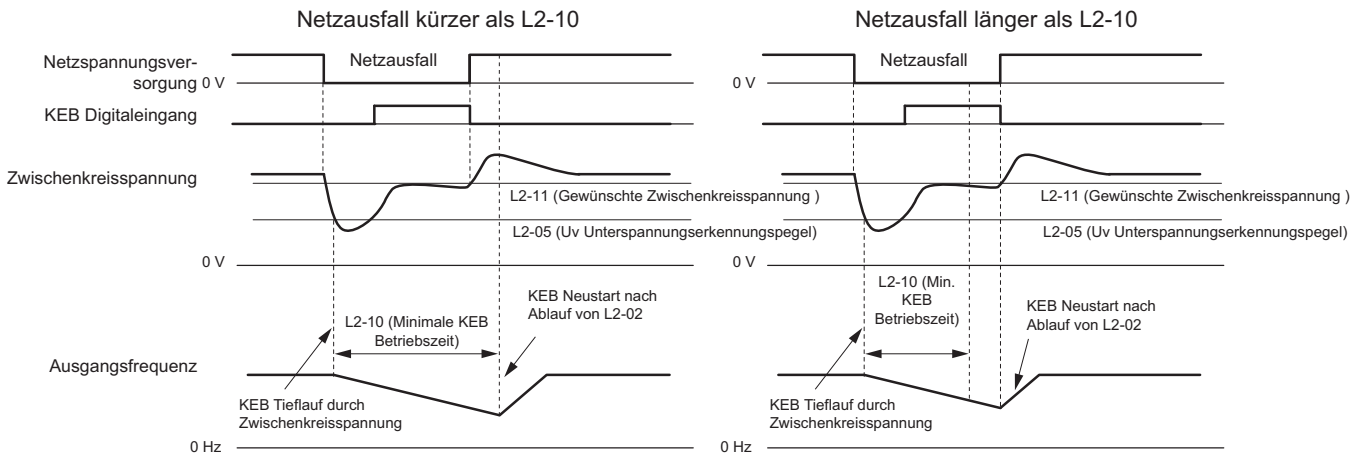 Netzausfall kürzer als L2-10
Netzspannungsver-
sorgung
0 V
Netzausfall
KEB Digitaleingang
Zwischenkreisspannung
L2-11 (Gewünschte Zwischenkreisspannung )
L2-05 (Uv Unterspannungserkennungspegel)
0 V
KEB Neustart nach
Ablauf von L2-02
L2-10 (Minimale KEB
Betriebszeit)
Ausgangsfrequenz
KEB Tieflauf durch
Zwischenkreisspannung
0 Hz
Netzausfall länger als L2-10
0 V
Netzausfall
L2-11 (Gewünschte Zwischenkreisspannung )
L2-05 (Uv Unterspannungserkennungspegel)
0 V
L2-10 (Min.
KEB
Betriebszeit)
KEB Neustart nach
Ablauf von L2-02
KEB Tieflauf durch
Zwischenkreisspannung
0 Hz